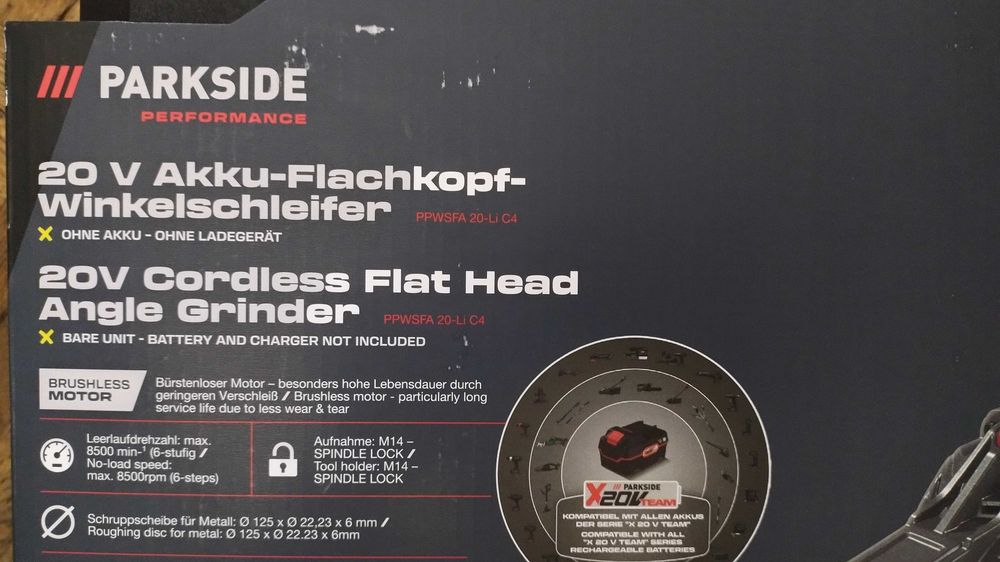 /// PARKSIDE
PERFORMANCE
20 V Akku-Flachkopf-
Winkelschleifer PPWSFA 20-Li C4
X OHNE AKKU - OHNE LADEGERÄT
20V Cordless Flat Head
Angle Grinder PPWSFA 20-Li C4
X BARE UNIT - BATTERY AND CHARGER NOT INCLUDED
BRUSHLESS
MOTOR
Bürstenloser Motor – besonders hohe Lebensdauer durch
geringeren Verschleiß / Brushless motor - particularly long
service life due to less wear & tear
Leerlaufdrehzahl: max.
8500 min-¹ (6-stufig /
No-load speed:
max. 8500rpm (6-steps)
Aufnahme: M14 –
SPINDLE LOCK /
Tool holder: M14 –
SPINDLE LOCK
Schruppscheibe für Metall: Ø 125 x Ø 22,23 x 6 mm /
Roughing disc for metal: Ø 125 x Ø 22.23 x 6mm
/// PARKSIDE
X20V TEAM
KOMPATIBEL MIT ALLEN AKKUS
DER SERIE "X 20 V TEAM"
COMPATIBLE WITH ALL
"X 20 V TEAM" SERIES
RECHARGEABLE BATTERIES